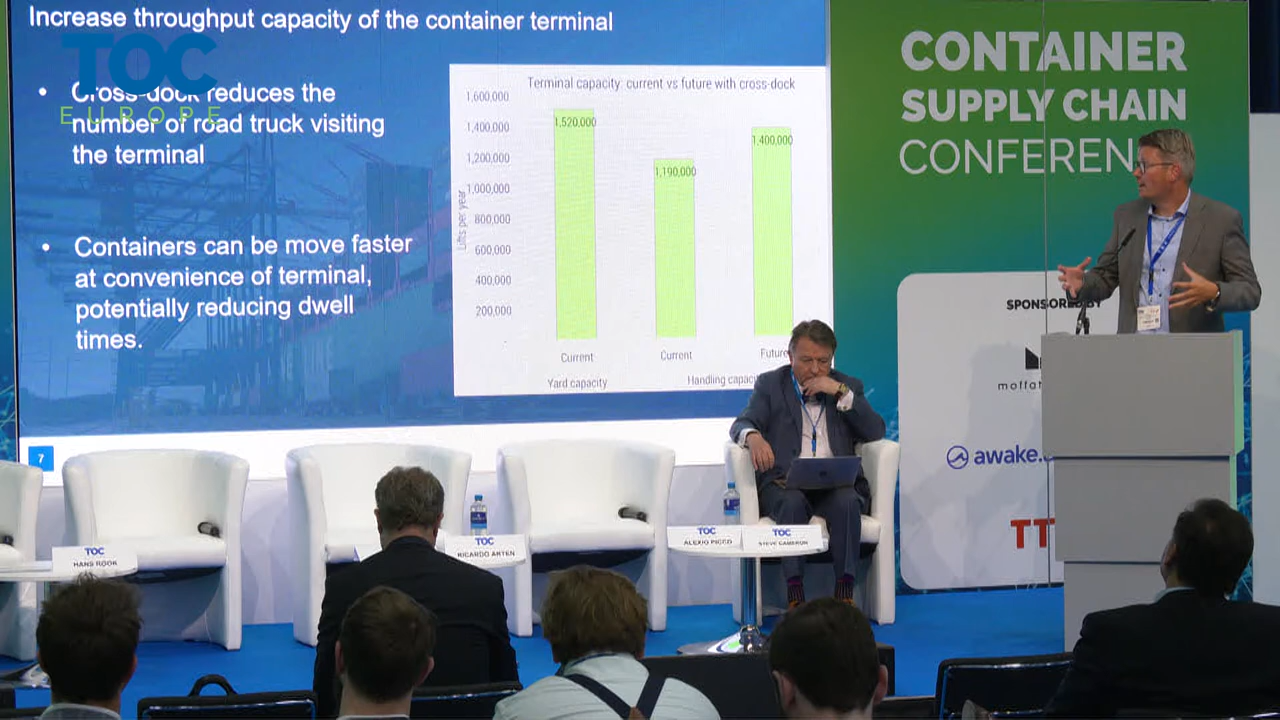 Increase throughput capacity of the container terminal
TOC
EUROPE
• Cross-dock reduces the
number of road truck visiting
the terminal
• Containers can be move faster
at convenience of terminal,
potentially reducing dwell
times.
7
Terminal capacity: current vs future with cross-dock
Lifts per year
1,600,000
1,400,000
1,200,000
1,000,000
800,000
600,000
400,000
200,000
1,520,000
1,190,000
1,400,000
Current
Current
Future
Yard capacity
Handling capaci
CONTAINER
SUPPLY CHAIN
CONFEREN
SPONSORED BY
moffat
awake.
TT
TOC
HANS ROOK
TOC
RICARDO ARTEN
TOC
ALEXIO PICCO
TOC
STEVE CAMERON